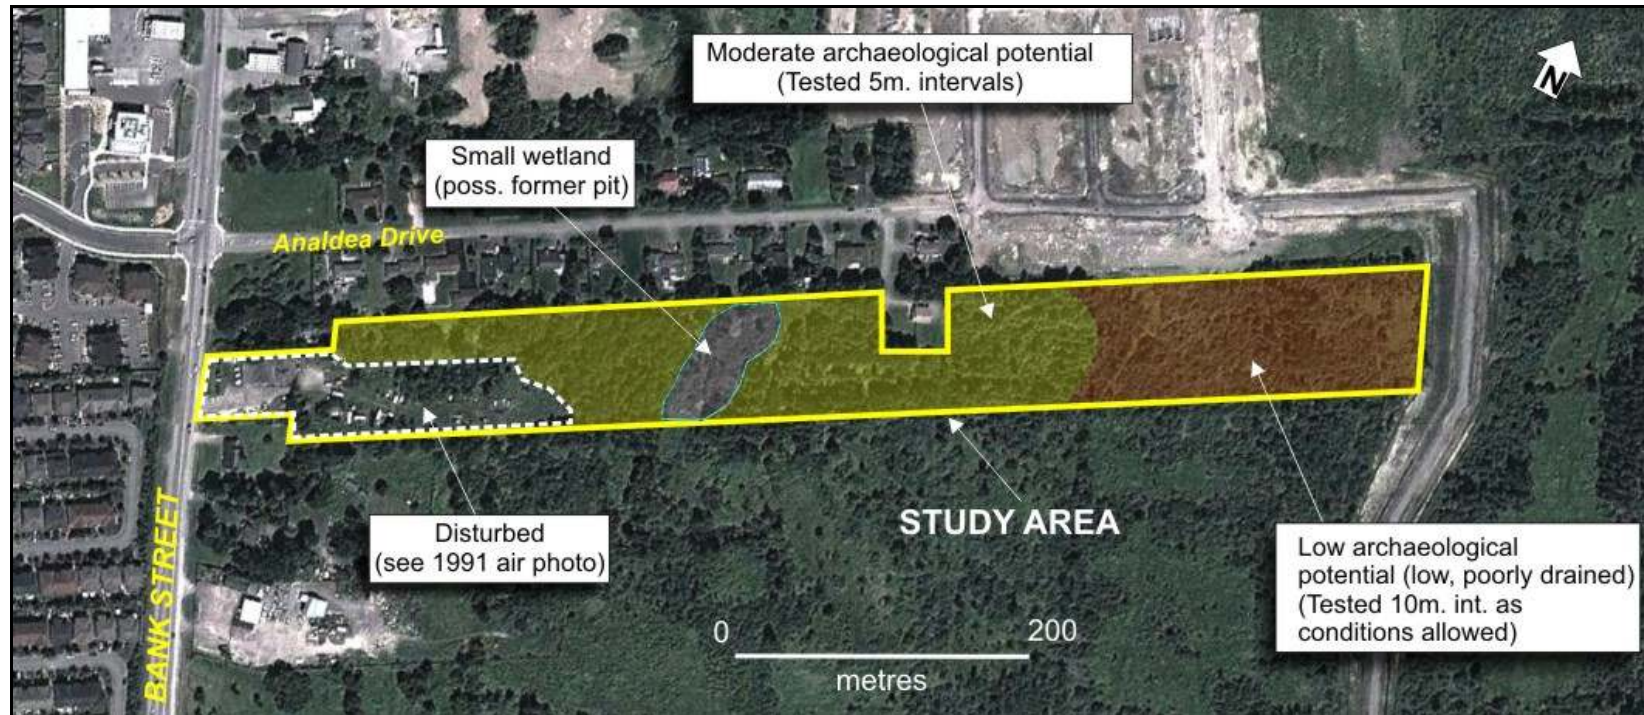 Moderate archaeological potential
(Tested 5m. intervals)
N
Small wetland
(poss. former pit)
Analdea Drive
Disturbed
(see 1991 air photo)
BANK STREET
STUDY AREA
Low archaeological
potential (low, poorly drained)
(Tested 10m. int. as
conditions allowed)
0 200
metres